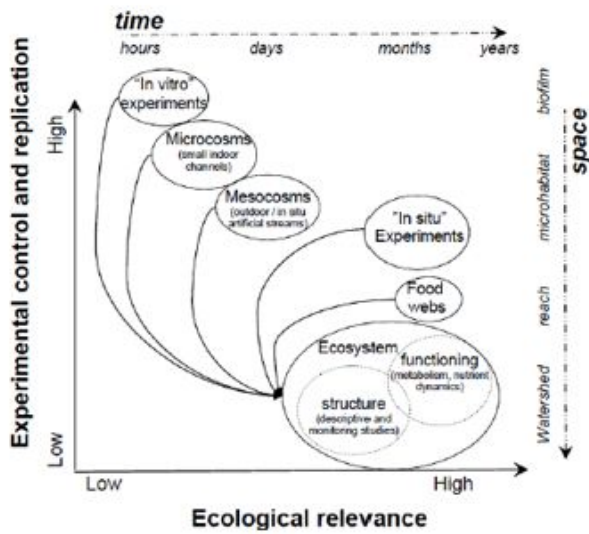 time
hours days months years
"In vitro"
experiments
Microcosms
(small indoor
channels)
Mesocosms
(outdoor / in situ
artificial streams)
"In situ"
Experiments
Food
webs
Ecosystem
functioning
(metabolism, nutrient
dynamics)
structure
(descriptive and
monitoring studies)
Experimental control and replication
High
Low
biofilm
microhabitat
reach
Watershed
space
Low
High
Ecological relevance